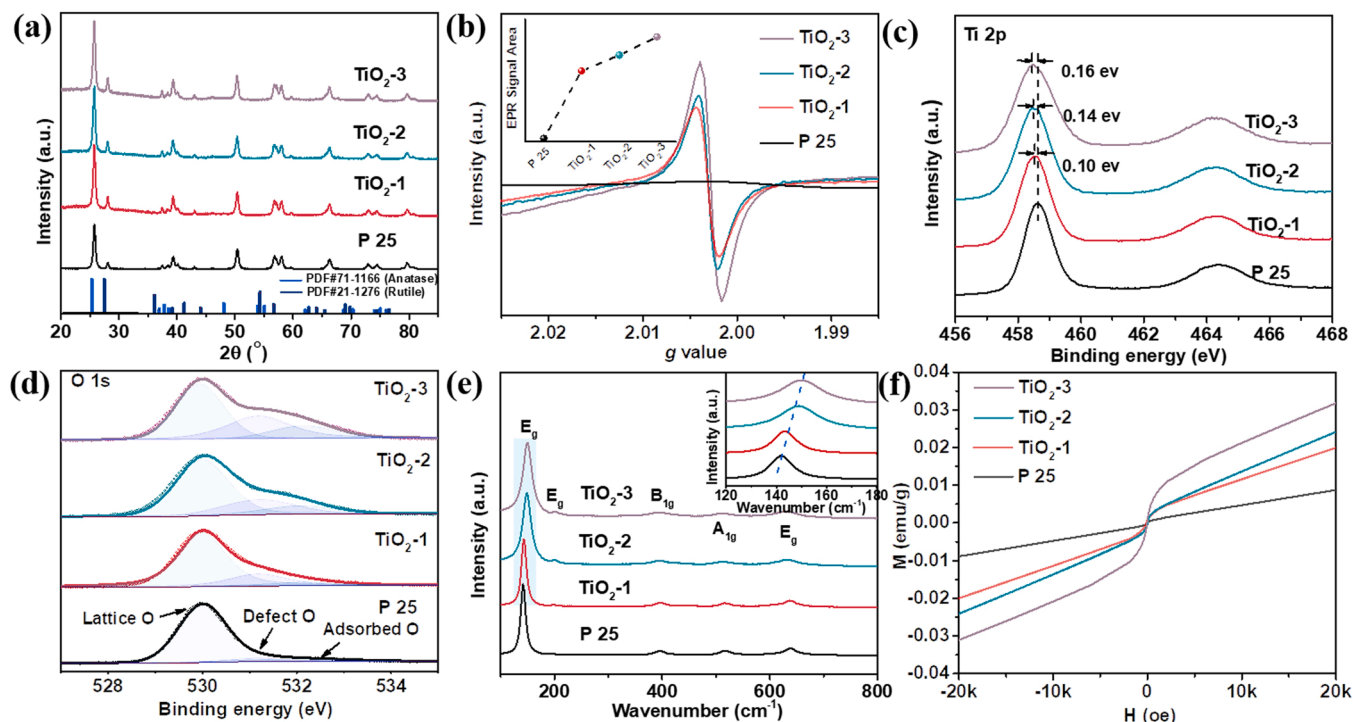 (a)
TiO2-3
TiO2-2
TiO2-1
P 25
PDF#71-1166 (Anatase)
PDF#21-1276 (Rutile)
Intensity (a.u.)
20 30 40 50 60 70 80
2θ (°)
(b)
EPR Signal Area
P 25
TiO2-1
TiO2-2
TiO2-3
TiO2-3
TiO2-2
TiO2-1
P 25
Intensity (a.u.)
2.02 2.01 2.00 1.99
g value
(c)
Ti 2p
0.16 ev
0.14 ev
0.10 ev
TiO2-3
TiO2-2
TiO2-1
P 25
Intensity (a.u.)
456 458 460 462 464 466 468
Binding energy (eV)
(d)
O 1s
TiO2-3
TiO2-2
TiO2-1
P 25
Lattice O
Defect O
Adsorbed O
Intensity (a.u.)
528 530 532 534
Binding energy (eV)
(e)
Eg
Eg
B1g
A1g
Eg
TiO2-3
TiO2-2
TiO2-1
P 25
Intensity (a.u.)
120 140 160 180
Wavenumber (cm-1)
Intensity (a.u.)
200 400 600 800
Wavenumber (cm-1)
(f)
TiO2-3
TiO2-2
TiO2-1
P 25
M (emu/g)
0.04
0.03
0.02
0.01
0.00
-0.01
-0.02
-0.03
-0.04
-20k -10k 0 10k 20k
H (oe)